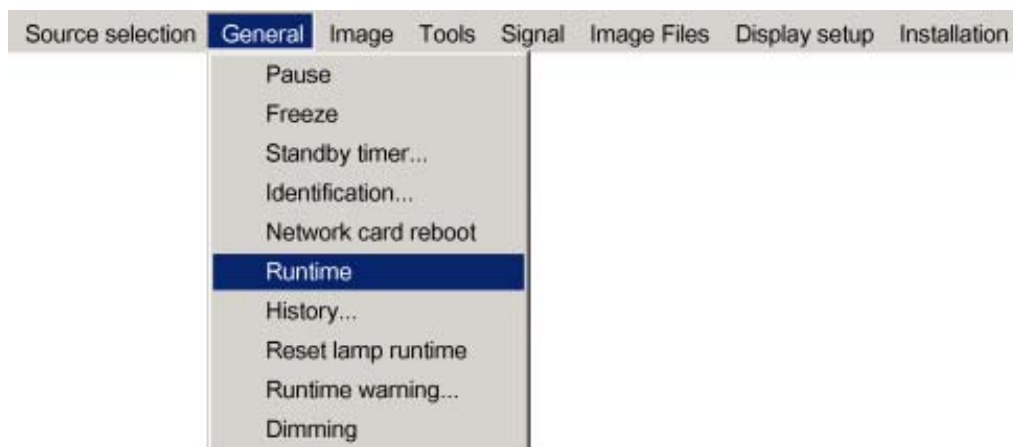 Source selection General Image Tools Signal Image Files Display setup Installation
Pause
Freeze
Standby timer...
Identification...
Network card reboot
Runtime
History...
Reset lamp runtime
Runtime warning...
Dimming